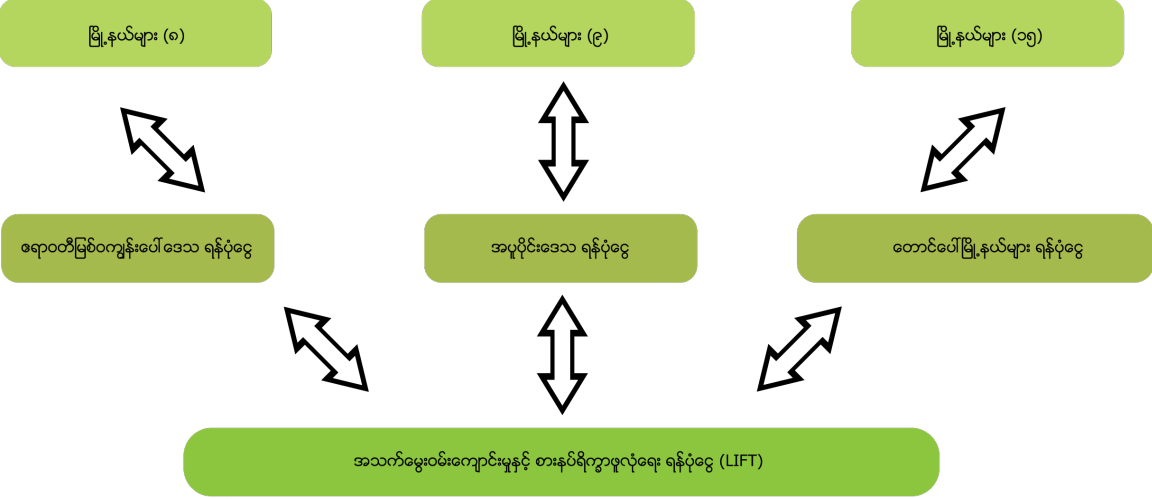 မြို့နယ်များ (၈)
မြို့နယ်များ (၉)
မြို့နယ်များ (၁၅)
ဧရာဝတီမြစ်ဝကျွန်းပေါ်ဒေသ ရန်ပုံငွေ
အပူပိုင်းဒေသ ရန်ပုံငွေ
တောင်ပေါ်မြို့နယ်များ ရန်ပုံငွေ
အသက်မွေးဝမ်းကျောင်းမှုနှင့် စားနပ်ရိက္ခာဖူလုံရေး ရန်ပုံငွေ (LIFT)